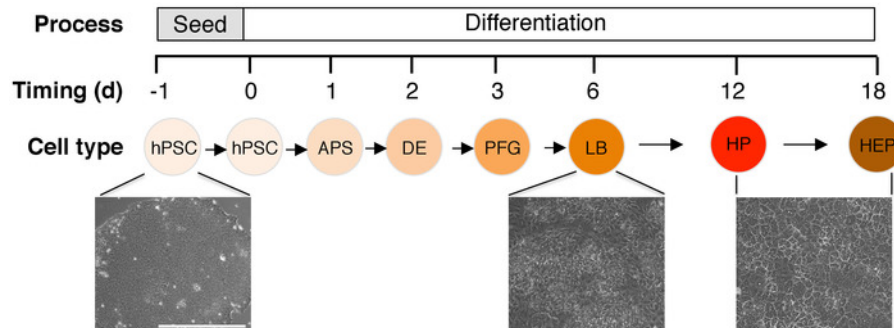 Process Seed Differentiation
Timing (d) -1 0 1 2 3 6 12 18
Cell type hPSC hPSC APS DE PFG LB HP HEP